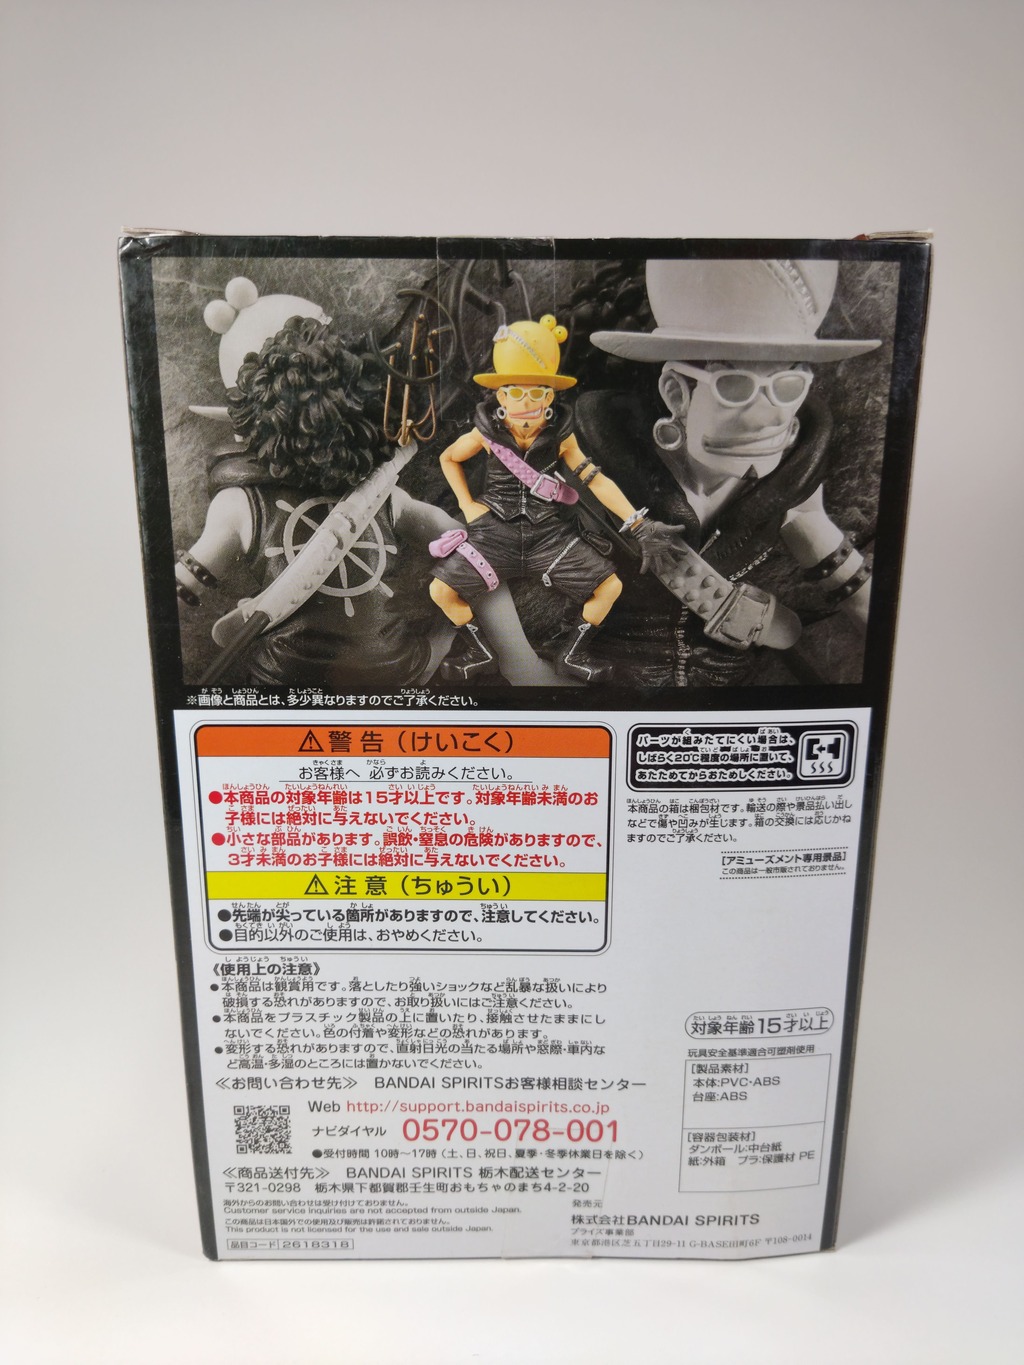 ※画像と商品とは、多少異なりますのでご了承ください。
⚠警告（けいこく）
お客様へ 必ずお読みください。
●本商品の対象年齢は15才以上です。対象年齢未満のお
子様には絶対に与えないでください。
●小さな部品があります。誤飲・窒息の危険がありますので、
3才未満のお子様には絶対に与えないでください。
⚠注意（ちゅうい）
●先端が尖っている箇所がありますので、注意してください。
●目的以外のご使用は、おやめください。
パーツが組みたてにくい場合は、
しばらく20℃程度の場所に置いて、
あたためてからおためしください。
本商品の箱は梱包材です。輸送の際や景品払い出し
などで傷や凹みが生じます。箱の交換には応じかね
ますのでご了承ください。
[アミューズメント専用景品]
この商品は一般市販されておりません。
《使用上の注意》
●本商品は観賞用です。落としたり強いショックなど乱暴な扱いにより
破損する恐れがありますので、お取り扱いにはご注意ください。
●本商品をプラスチック製品の上に置いたり、接触させたままにし
ないでください。色の付着や変形などの恐れがあります。
●変形する恐れがありますので、直射日光の当たる場所や窓際・車内な
ど高温・多湿のところには置かないでください。
≪お問い合わせ先≫ BANDAI SPIRITSお客様相談センター
Web http://support.bandaispirits.co.jp
ナビダイヤル 0570-078-001
●受付時間 10時～17時（土、日、祝日、夏季・冬季休業日を除く）
≪商品送付先≫ BANDAI SPIRITS 栃木配送センター
〒321-0298 栃木県下都賀郡壬生町おもちゃのまち4-2-20
海外からのお問い合わせは受け付けておりません。
Customer service inquiries are not accepted from outside Japan.
この商品は日本国外での使用及び販売は許諾されておりません。
This product is not licensed for the use and sale outside Japan.
品目コード 2618318
対象年齢15才以上
玩具安全基準適合可塑剤使用
[製品素材]
本体:PVC・ABS
台座:ABS
[容器包装材]
ダンボール:中台紙
紙:外箱 プラ:保護材 PE
発売元
株式会社BANDAI SPIRITS
プライズ事業部
東京都港区芝五丁目29-11 G-BASE田町6F 〒108-0014